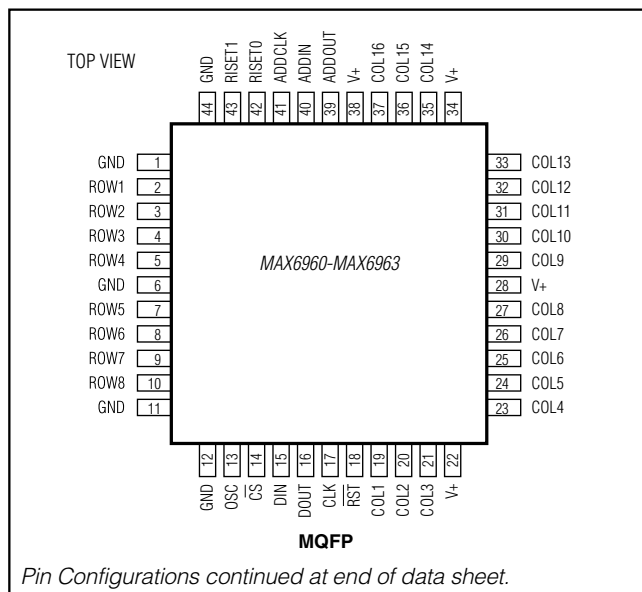 TOP VIEW
GND
RISET1
RISET0
ADDCLK
ADDIN
ADDOUT
V+
COL16
COL15
COL14
V+
44
43
42
41
40
39
38
37
36
35
34
GND 1
ROW1 2
ROW2 3
ROW3 4
ROW4 5
GND 6
ROW5 7
ROW6 8
ROW7 9
ROW8 10
GND 11
MAX6960-MAX6963
33 COL13
32 COL12
31 COL11
30 COL10
29 COL9
28 V+
27 COL8
26 COL7
25 COL6
24 COL5
23 COL4
12
13
14
15
16
17
18
19
20
21
22
GND
OSC
CS
DIN
DOUT
CLK
RST
COL1
COL2
COL3
V+
MQFP
Pin Configurations continued at end of data sheet.